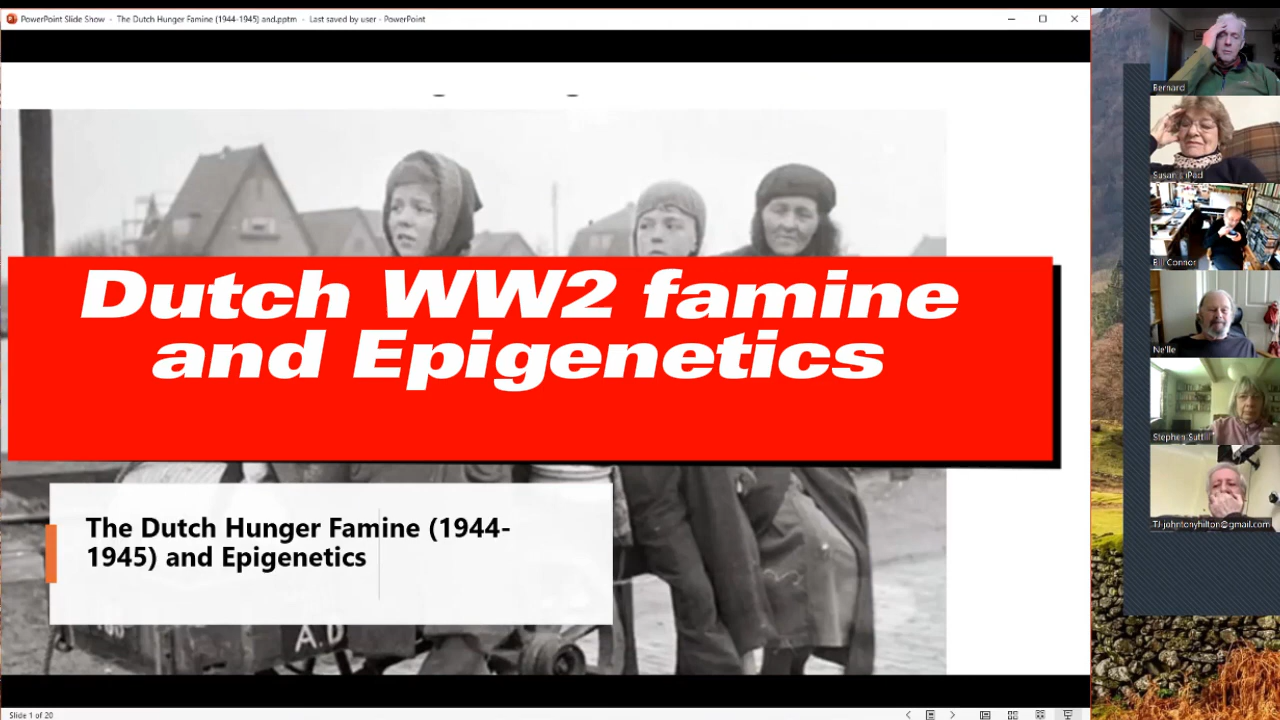 PowerPoint Slide Show - The Dutch Hunger Famine (1944-1945) and.pptm - Last saved by user - PowerPoint
Dutch WW2 famine
and Epigenetics
The Dutch Hunger Famine (1944-
1945) and Epigenetics
A.D
Slide 1 of 20
Bernard
Susan iPad
Bill Connor
Ne'lle
Stephen Suttill
TJ-johntonyhilton@gmail.com